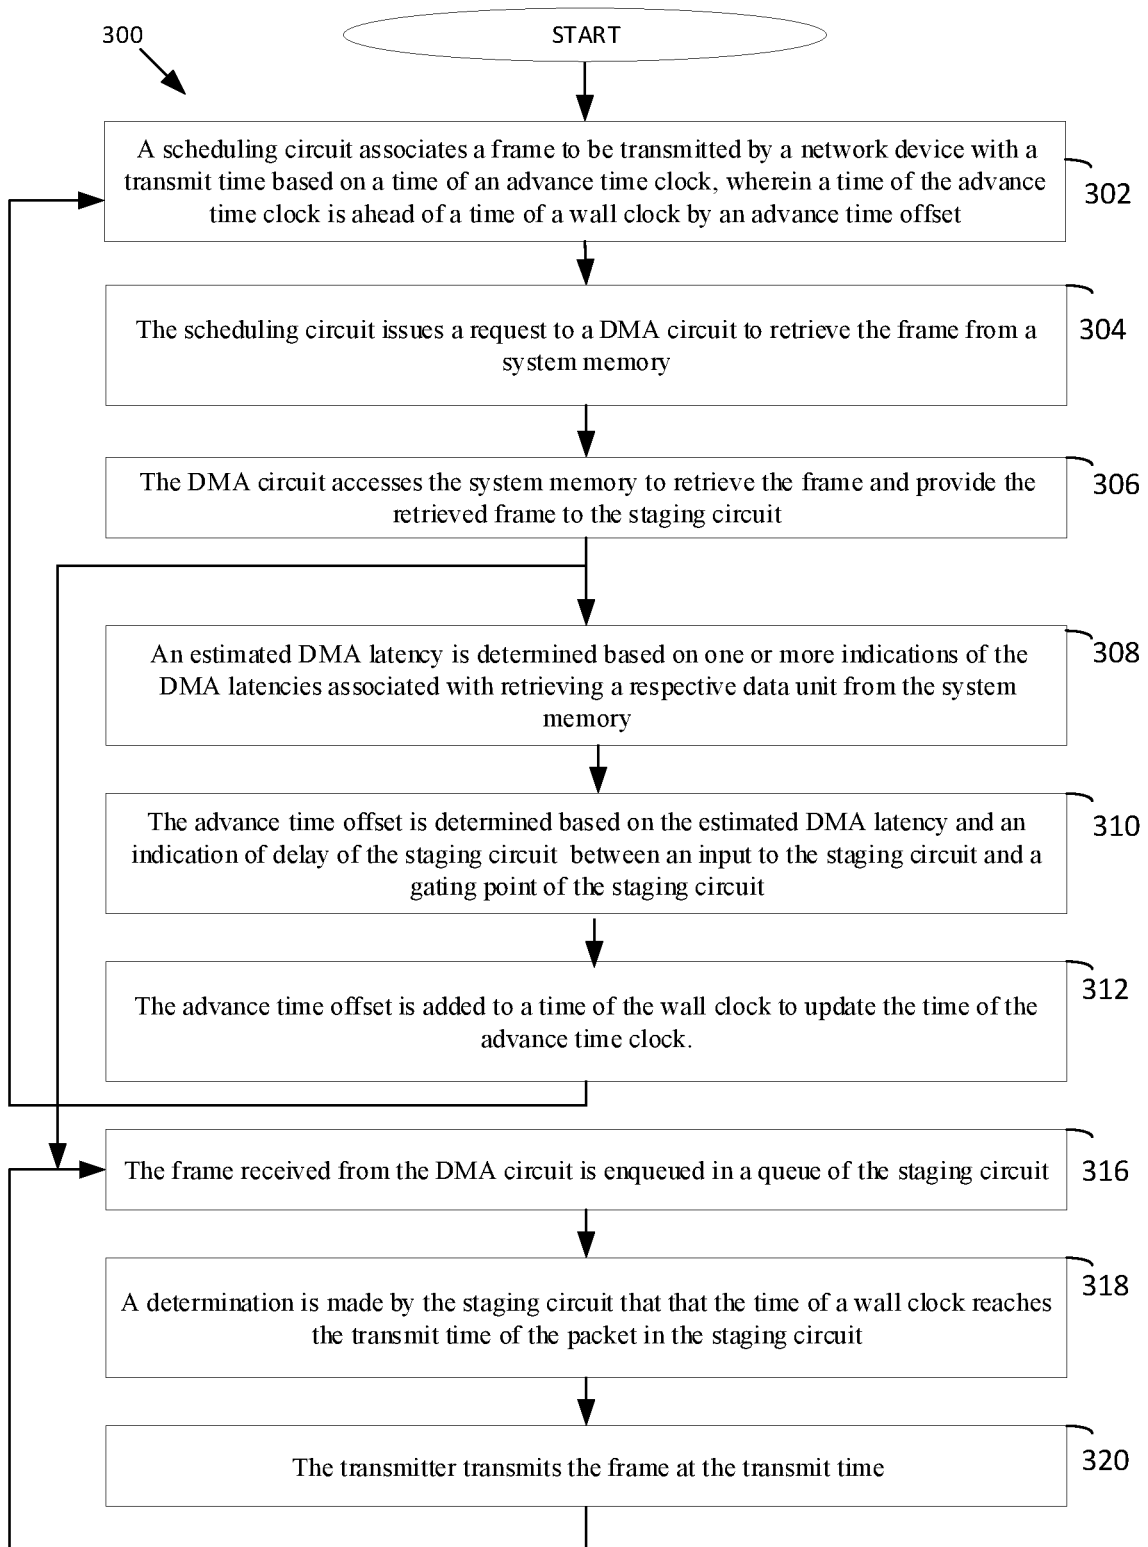 300
START
A scheduling circuit associates a frame to be transmitted by a network device with a
transmit time based on a time of an advance time clock, wherein a time of the advance
time clock is ahead of a time of a wall clock by an advance time offset
302
The scheduling circuit issues a request to a DMA circuit to retrieve the frame from a
system memory
304
The DMA circuit accesses the system memory to retrieve the frame and provide the
retrieved frame to the staging circuit
306
An estimated DMA latency is determined based on one or more indications of the
DMA latencies associated with retrieving a respective data unit from the system
memory
308
The advance time offset is determined based on the estimated DMA latency and an
indication of delay of the staging circuit between an input to the staging circuit and a
gating point of the staging circuit
310
The advance time offset is added to a time of the wall clock to update the time of the
advance time clock.
312
The frame received from the DMA circuit is enqueued in a queue of the staging circuit
316
A determination is made by the staging circuit that that the time of a wall clock reaches
the transmit time of the packet in the staging circuit
318
The transmitter transmits the frame at the transmit time
320